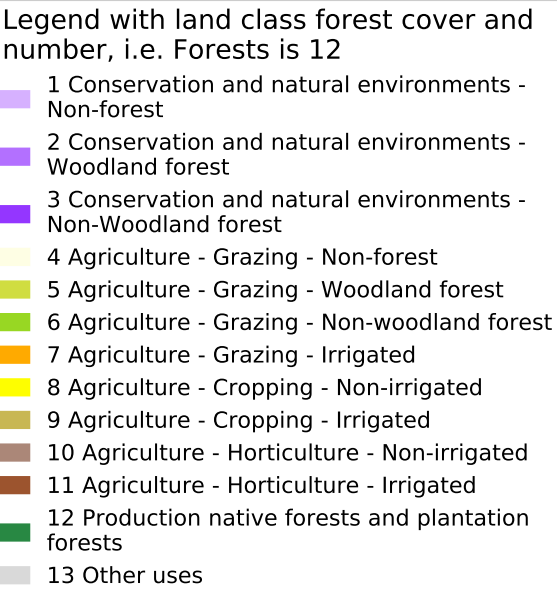 Legend with land class forest cover and
number, i.e. Forests is 12
1 Conservation and natural environments -
Non-forest
2 Conservation and natural environments -
Woodland forest
3 Conservation and natural environments -
Non-Woodland forest
4 Agriculture - Grazing - Non-forest
5 Agriculture - Grazing - Woodland forest
6 Agriculture - Grazing - Non-woodland forest
7 Agriculture - Grazing - Irrigated
8 Agriculture - Cropping - Non-irrigated
9 Agriculture - Cropping - Irrigated
10 Agriculture - Horticulture - Non-irrigated
11 Agriculture - Horticulture - Irrigated
12 Production native forests and plantation
forests
13 Other uses